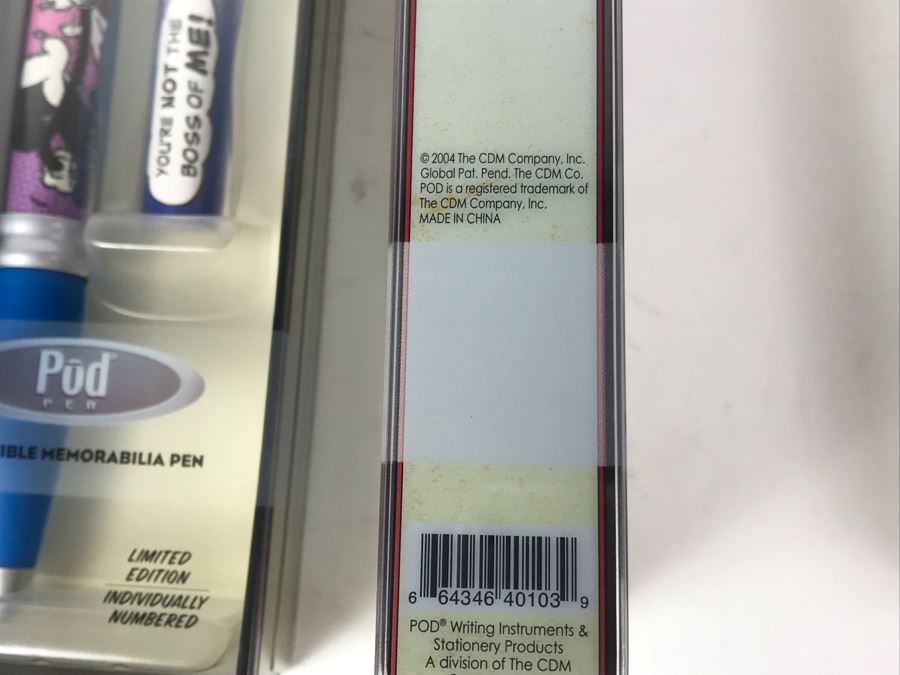 YOU'RE NOT THE
BOSS OF ME!
Pōd
PEN
MEMORABILIA PEN
LIMITED
EDITION
INDIVIDUALLY
NUMBERED
© 2004 The CDM Company, Inc.
Global Pat. Pend. The CDM Co.
POD is a registered trademark of
The CDM Company, Inc.
MADE IN CHINA
6 64346 40103 9
POD® Writing Instruments &
Stationery Products
A division of The CDM